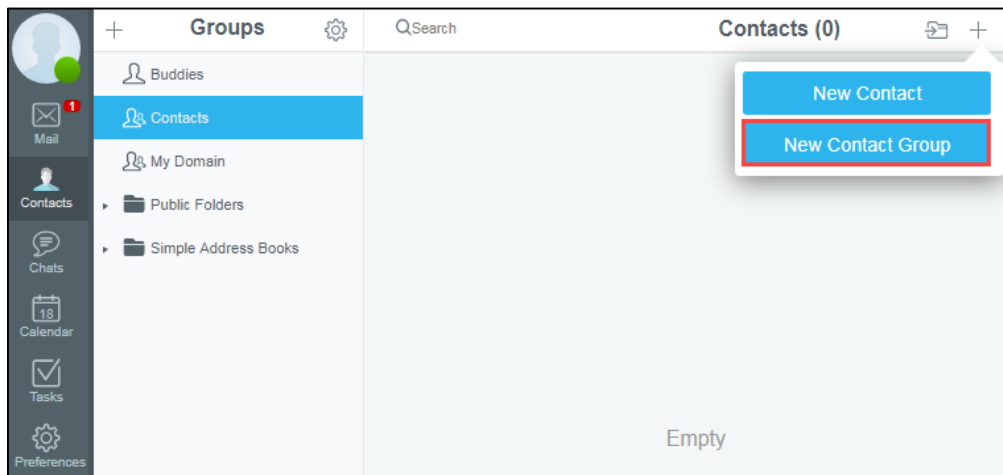 Groups
Search
Contacts (0)
Buddies
Contacts
My Domain
Public Folders
Simple Address Books
1
Mail
Contacts
Chats
18
Calendar
Tasks
Preferences
New Contact
New Contact Group
Empty